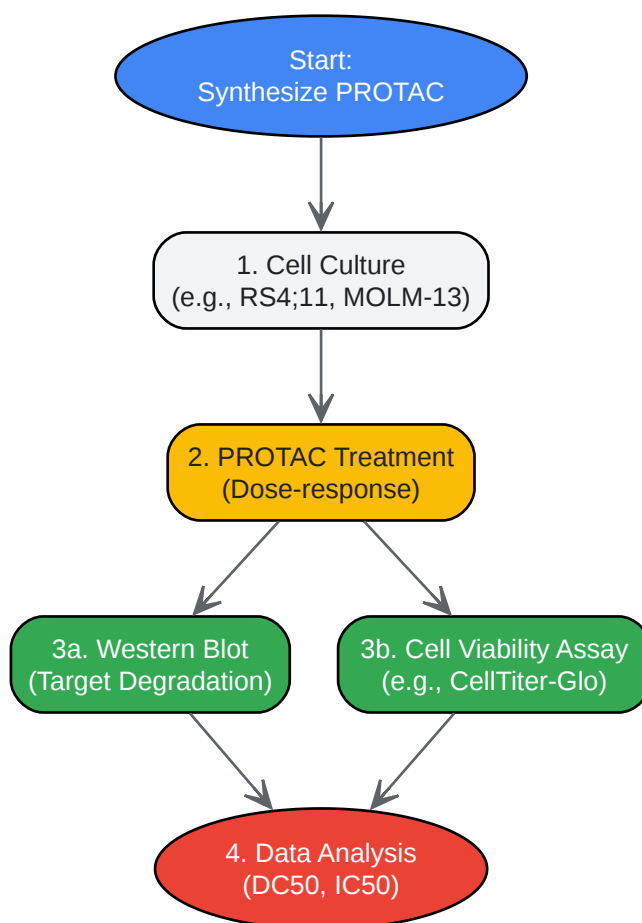 Start:
Synthesize PROTAC
1. Cell Culture
(e.g., RS4;11, MOLM-13)
2. PROTAC Treatment
(Dose-response)
3a. Western Blot
(Target Degradation)
3b. Cell Viability Assay
(e.g., CellTiter-Glo)
4. Data Analysis
(DC50, IC50)